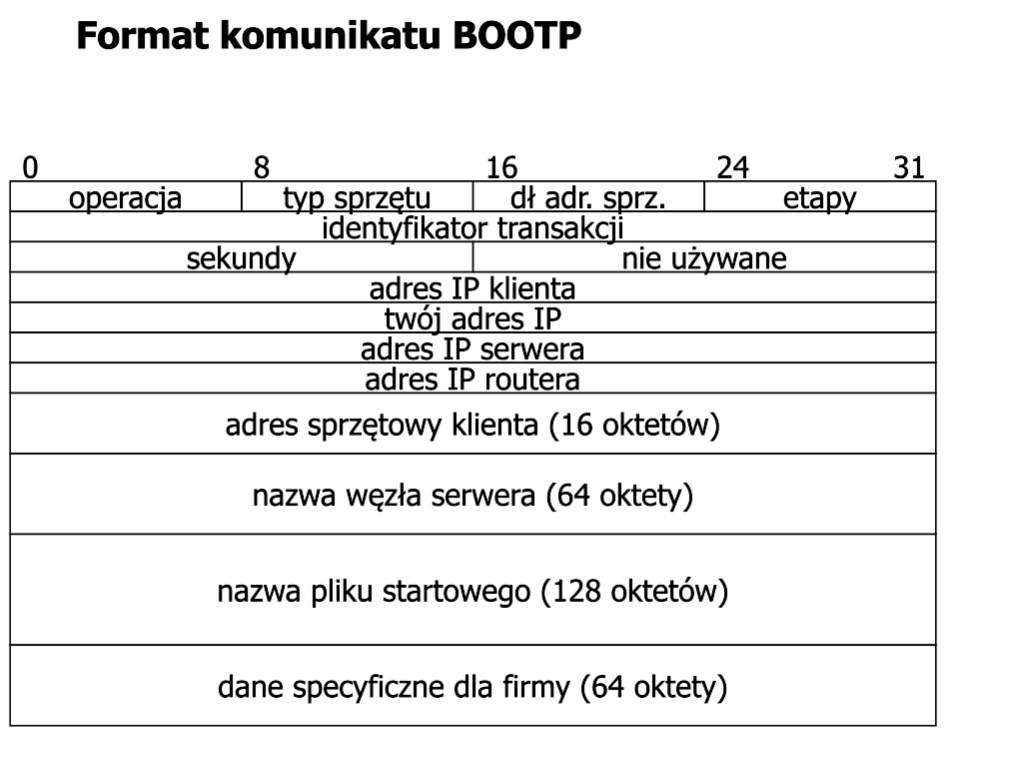 Format komunikatu BOOTP
0 8 16 24 31
operacja typ sprzętu dł adr. sprz. etapy
identyfikator transakcji
sekundy nie używane
adres IP klienta
twój adres IP
adres IP serwera
adres IP routera
adres sprzętowy klienta (16 oktetów)
nazwa węzła serwera (64 oktety)
nazwa pliku startowego (128 oktetów)
dane specyficzne dla firmy (64 oktety)